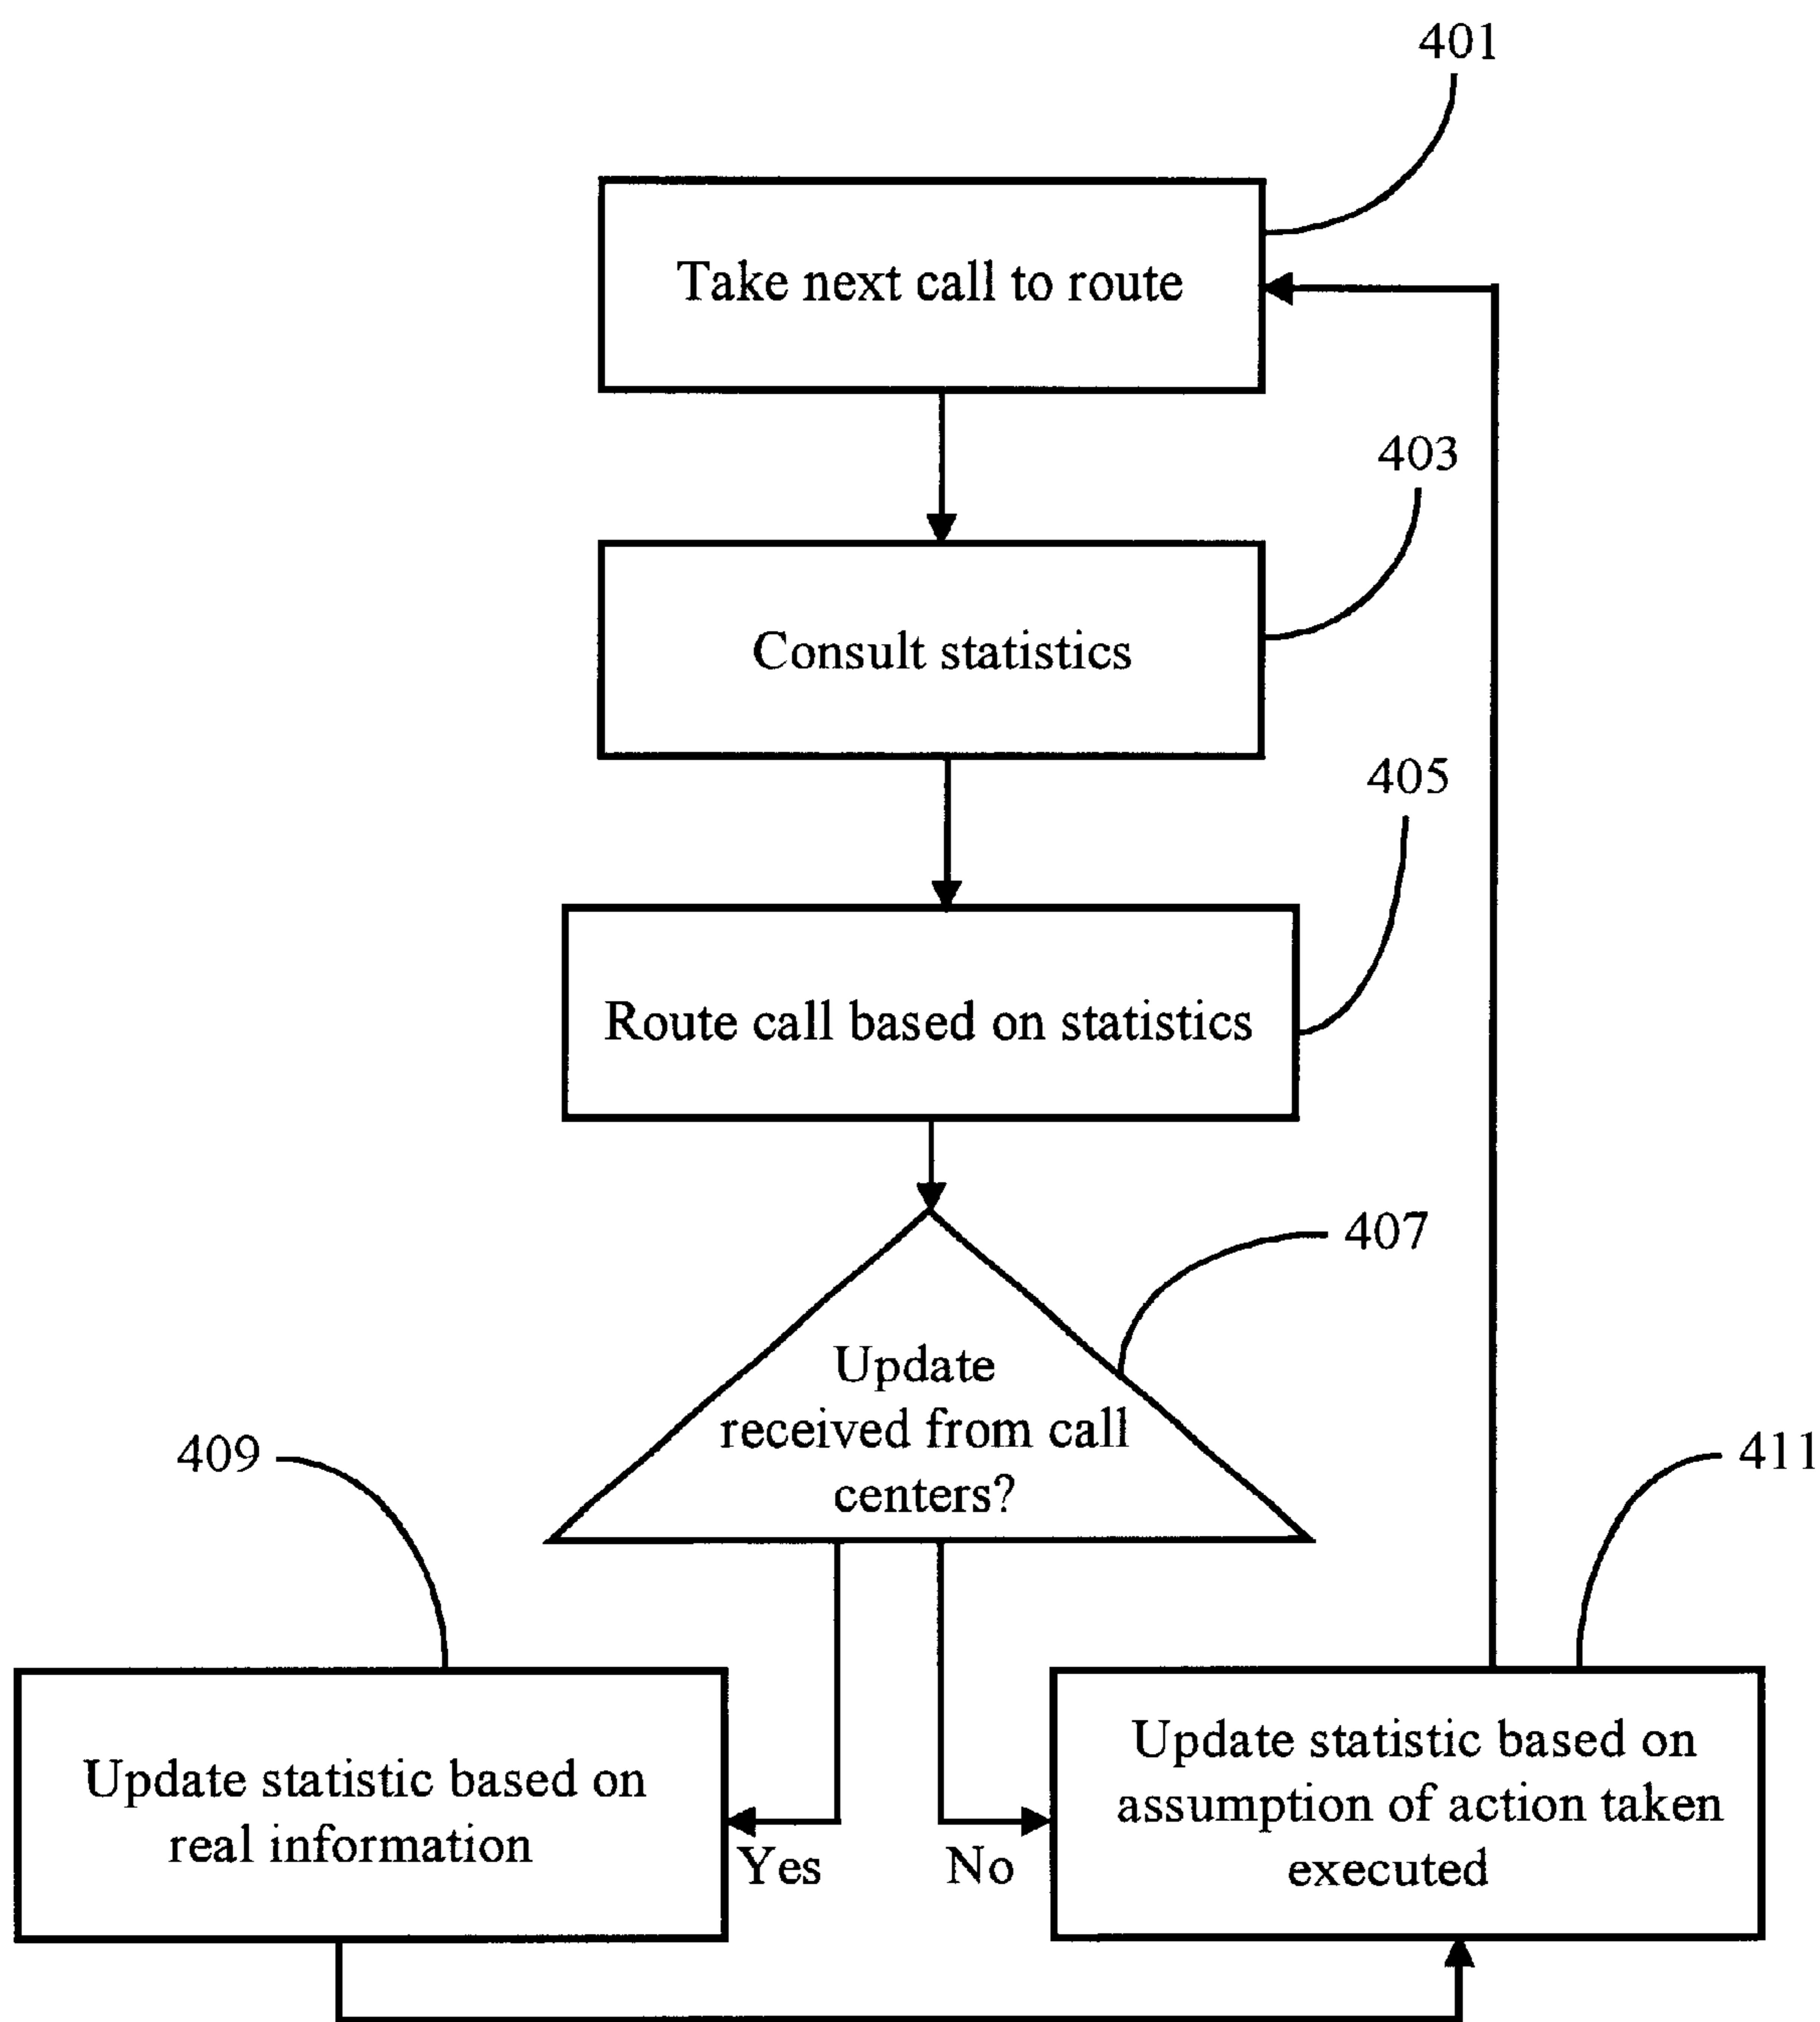 401
Take next call to route
403
Consult statistics
405
Route call based on statistics
407
Update
received from call
centers?
409
411
Update statistic based on
real information
Yes
No
Update statistic based on
assumption of action taken
executed